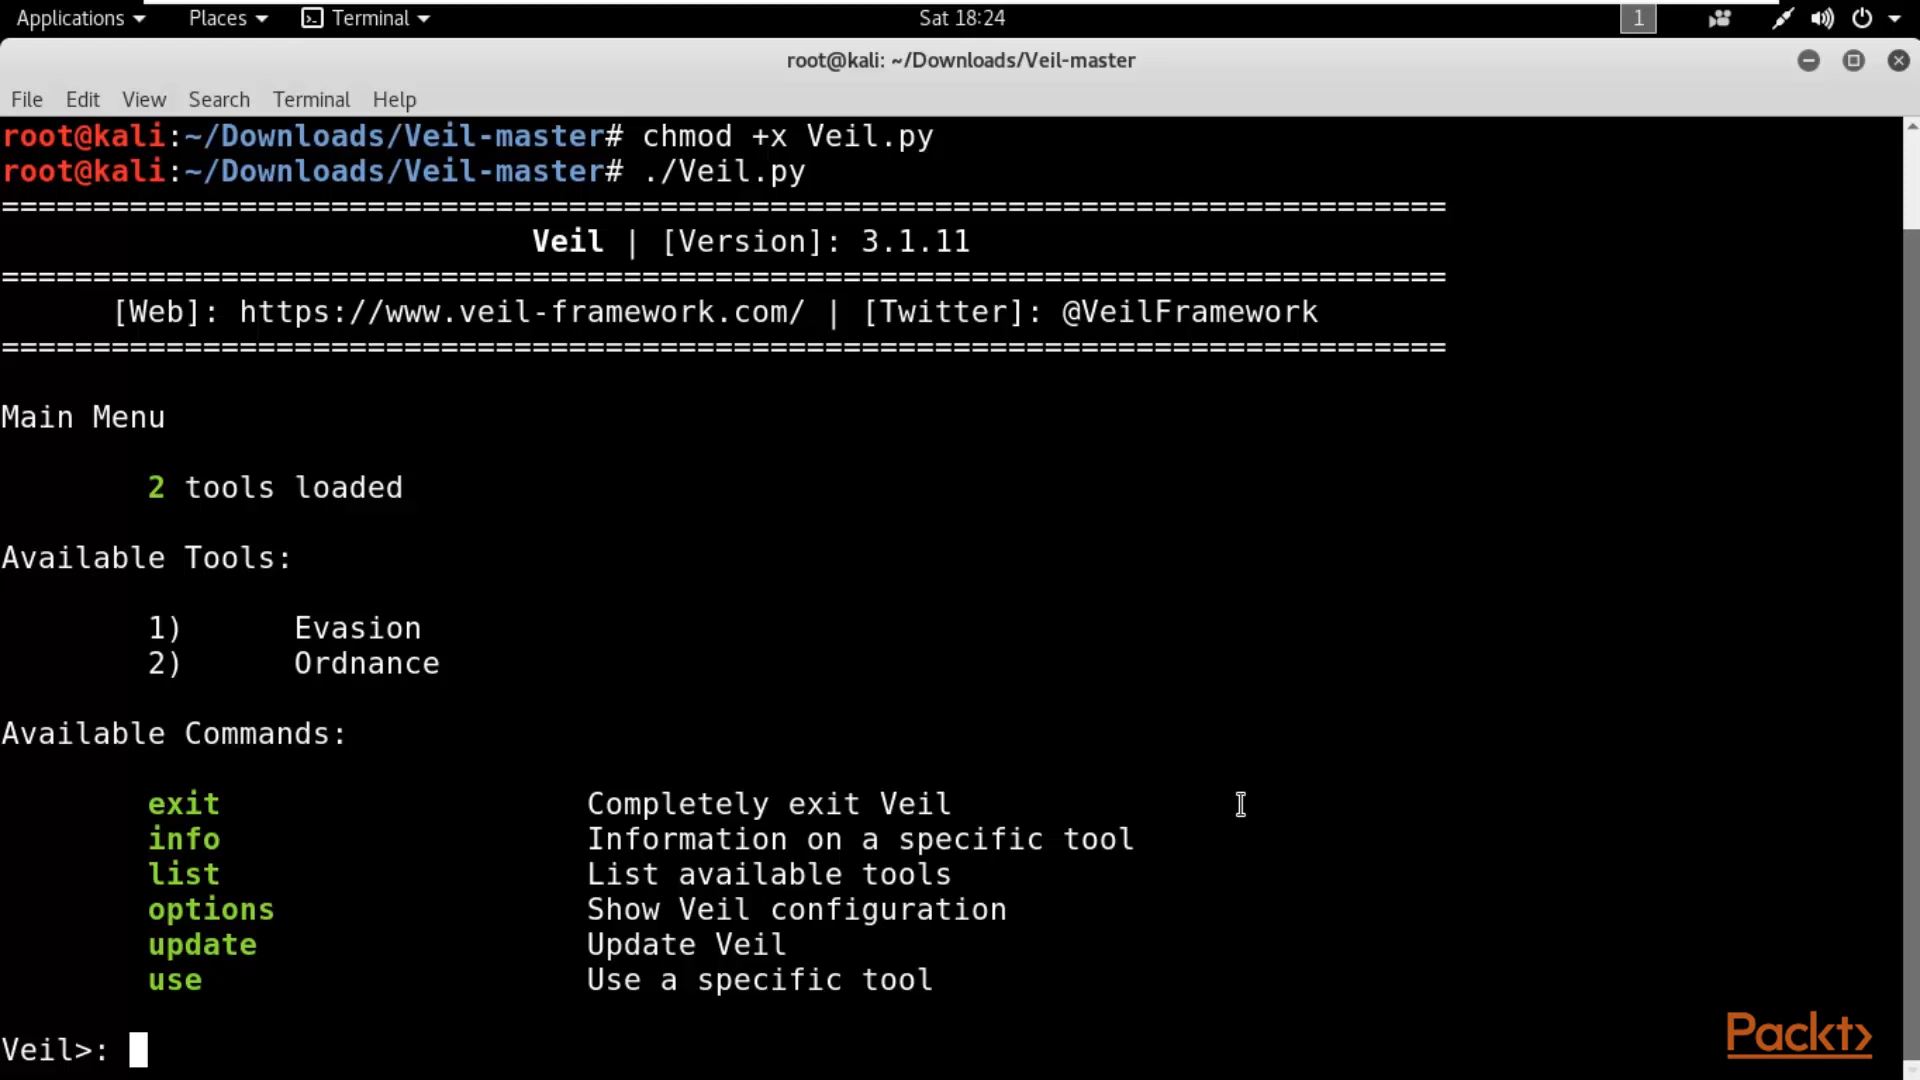 Applications Places Terminal Sat 18:24 1
root@kali: ~/Downloads/Veil-master
File Edit View Search Terminal Help
root@kali:~/Downloads/Veil-master# chmod +x Veil.py
root@kali:~/Downloads/Veil-master# ./Veil.py
===============================================================================
Veil | [Version]: 3.1.11
===============================================================================
[Web]: https://www.veil-framework.com/ | [Twitter]: @VeilFramework
===============================================================================
Main Menu
2 tools loaded
Available Tools:
1) Evasion
2) Ordnance
Available Commands:
exit Completely exit Veil
info Information on a specific tool
list List available tools
options Show Veil configuration
update Update Veil
use Use a specific tool
Veil>:
Packt>